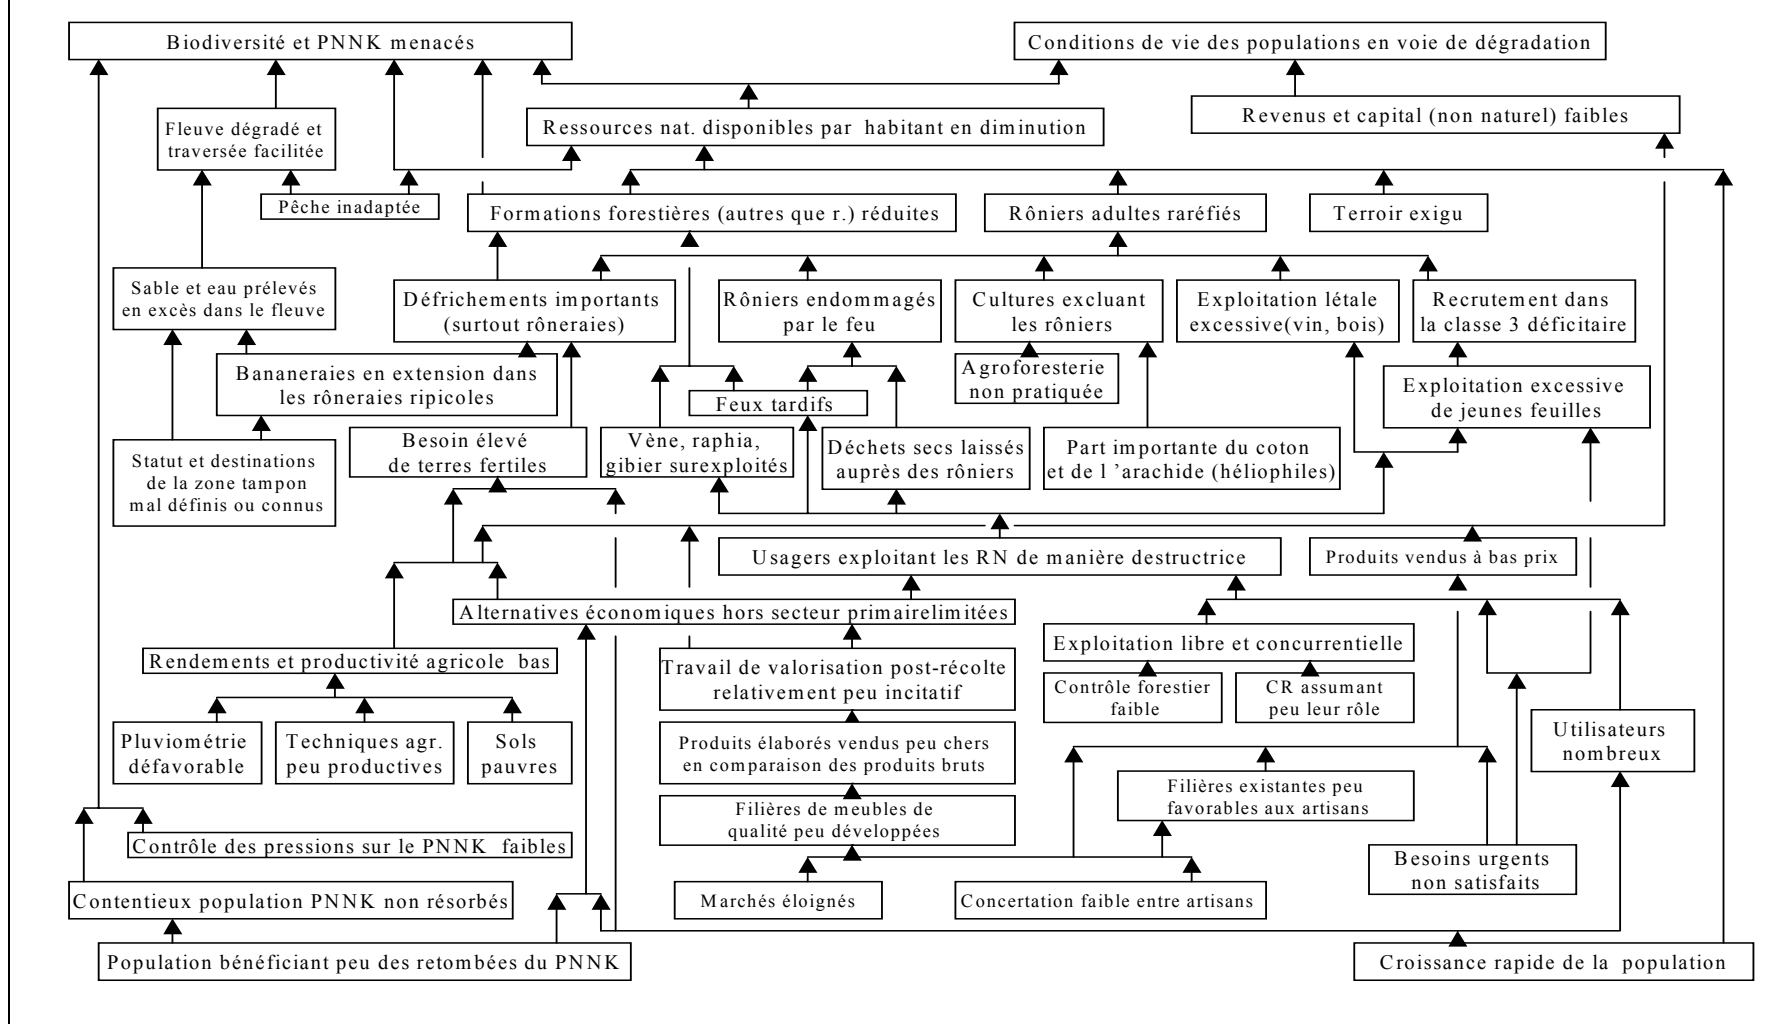 Biodiversité et PNNK menacés
Conditions de vie des populations en voie de dégradation
Fleuve dégradé et
traversée facilitée
Ressources nat. disponibles par habitant en diminution
Revenus et capital (non naturel) faibles
Pêche inadaptée
Formations forestières (autres que r.) réduites
Rôniers adultes raréfiés
Terroir exigu
Sable et eau prélevés
en excès dans le fleuve
Défrichements importants
(surtout rôneraies)
Rôniers endommagés
par le feu
Cultures excluant
les rôniers
Exploitation létale
excessive(vin, bois)
Recrutement dans
la classe 3 déficitaire
Bananeraies en extension dans
les rôneraies ripicoles
Feux tardifs
Agroforesterie
non pratiquée
Exploitation excessive
de jeunes feuilles
Statut et destinations
de la zone tampon
mal définis ou connus
Besoin élevé
de terres fertiles
Vène, raphia,
gibier surexploités
Déchets secs laissés
auprès des rôniers
Part importante du coton
et de l ’arachide (héliophiles)
Usagers exploitant les RN de manière destructrice
Produits vendus à bas prix
Alternatives économiques hors secteur primairelimitées
Rendements et productivité agricole bas
Travail de valorisation post-récolte
relativement peu incitatif
Exploitation libre et concurrentielle
Contrôle forestier
faible
CR assumant
peu leur rôle
Pluviométrie
défavorable
Techniques agr.
peu productives
Sols
pauvres
Produits élaborés vendus peu chers
en comparaison des produits bruts
Utilisateurs
nombreux
Filières de meubles de
qualité peu développées
Filières existantes peu
favorables aux artisans
Contrôle des pressions sur le PNNK faibles
Besoins urgents
non satisfaits
Contentieux population PNNK non résorbés
Marchés éloignés
Concertation faible entre artisans
Population bénéficiant peu des retombées du PNNK
Croissance rapide de la population